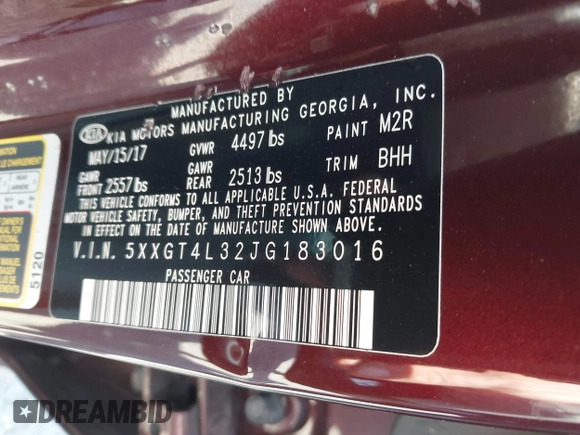 MANUFACTURED BY
KIA KIA MOTORS MANUFACTURING GEORGIA, INC.
MAY/15/17 GVWR 4497 lbs PAINT M2R
GAWR FRONT 2557 lbs GAWR REAR 2513 lbs TRIM BHH
THIS VEHICLE CONFORMS TO ALL APPLICABLE U.S.A. FEDERAL
MOTOR VEHICLE SAFETY, BUMPER, AND THEFT PREVENTION STANDARDS
IN EFFECT ON THE DATE OF MANUFACTURE SHOWN ABOVE.
V.I.N. 5XXGT4L32JG183016
PASSENGER CAR
5120
DREAMBID